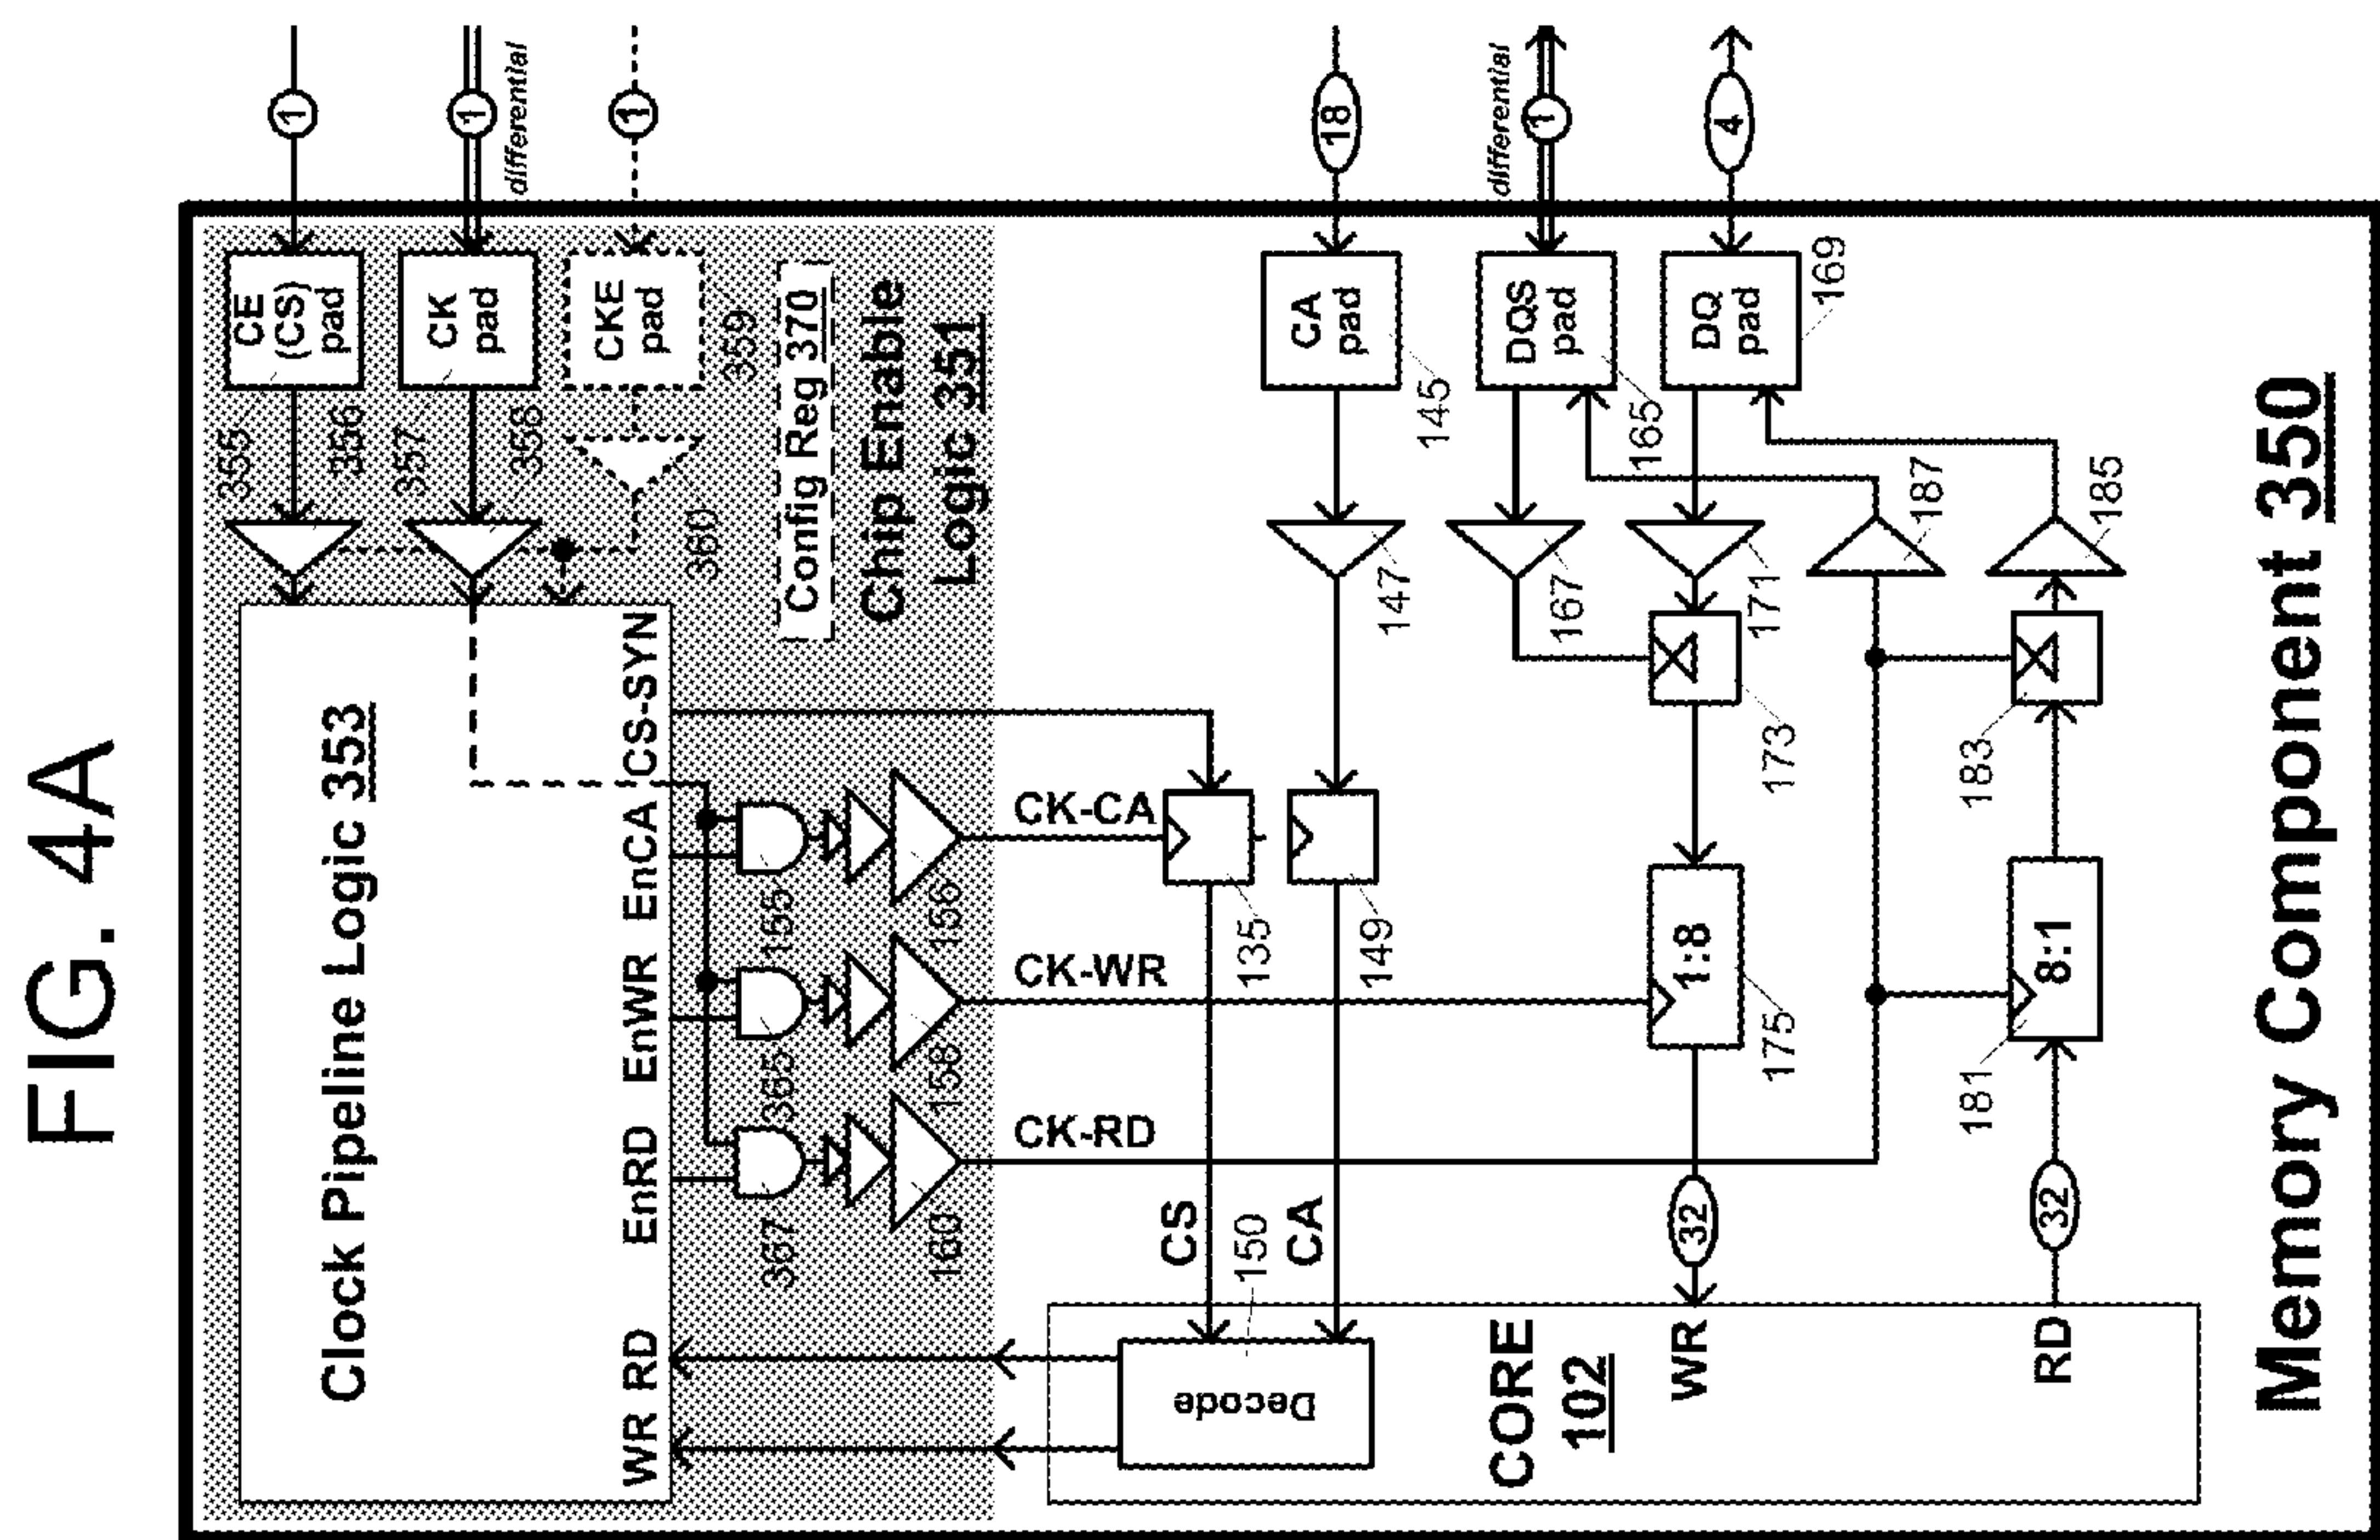 FIG. 4A
1
1
differential
1
18
differential
1
4
CE
(CS)
pad
CK
pad
CKE
pad
CA
pad
DQS
pad
DQ
pad
355
356
357
358
359
360
Config Reg 370
Chip Enable
Logic 351
145
165
169
147
167
171
187
185
Clock Pipeline Logic 353
WR RD EnRD EnWR EnCA CS-SYN
155
156
365
158
367
160
CK-CA
CK-WR
CK-RD
135
149
173
183
1:8
175
8:1
181
CS
CA
150
Decode
32
32
CORE
102
WR
RD
Memory Component 350